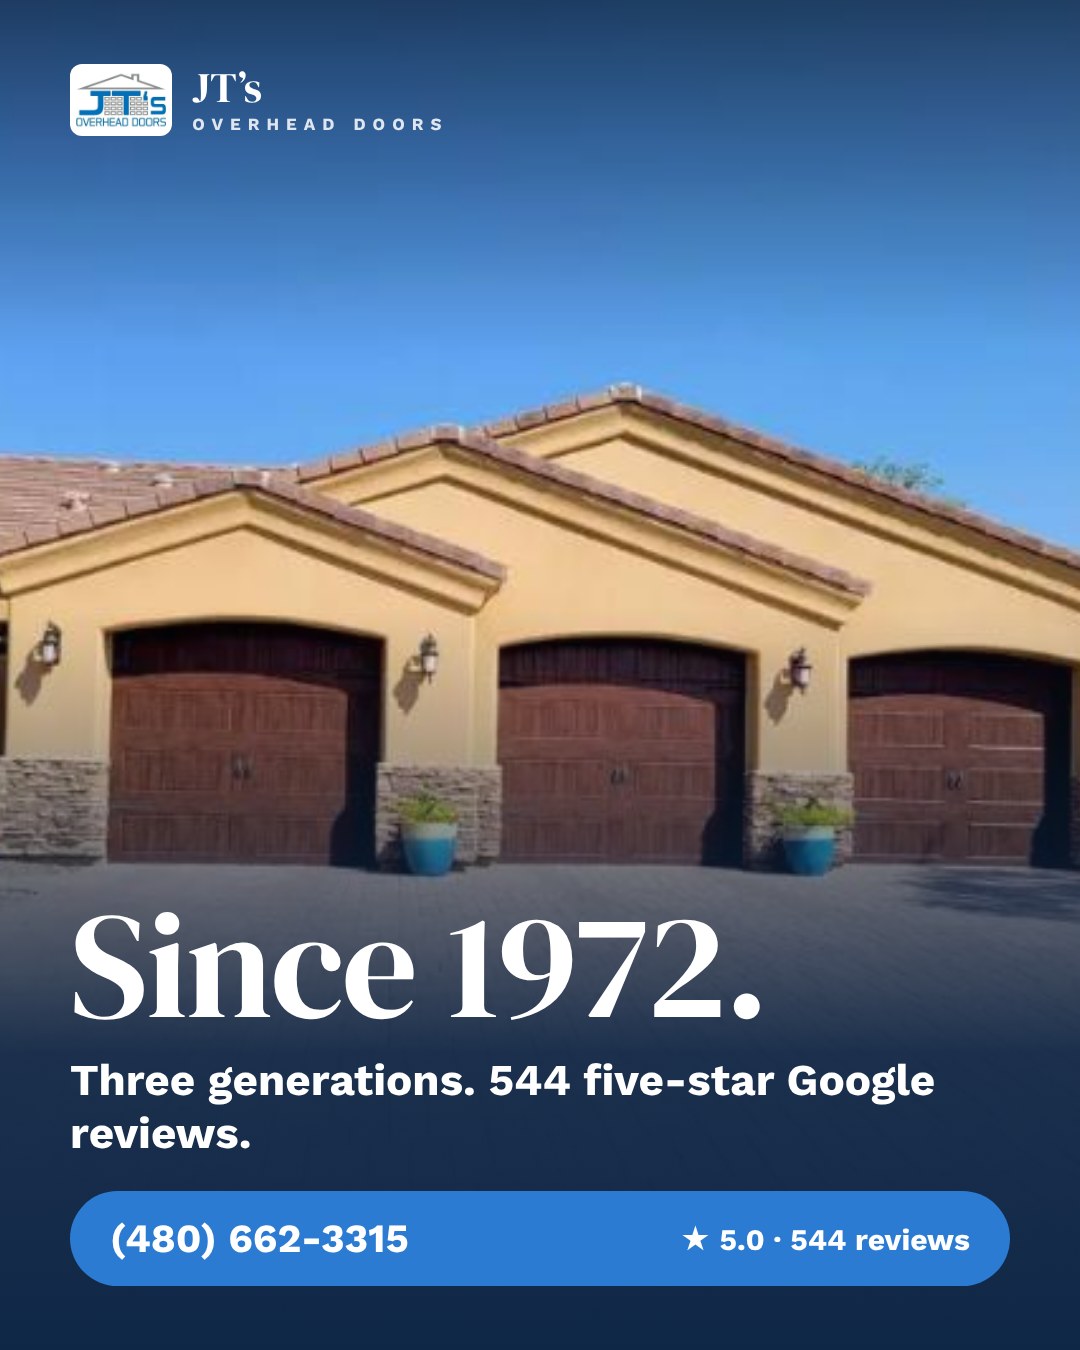 JT's
OVERHEAD DOORS
JT’s
OVERHEAD DOORS
Since 1972.
Three generations. 544 five-star Google
reviews.
(480) 662-3315
★ 5.0 · 544 reviews